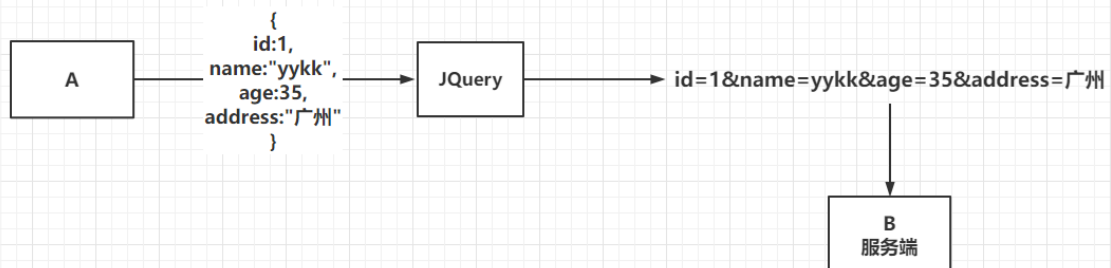 A
{
id:1,
name:"yykk",
age:35,
address:"广州"
}
JQuery
id=1&name=yykk&age=35&address=广州
B
服务端